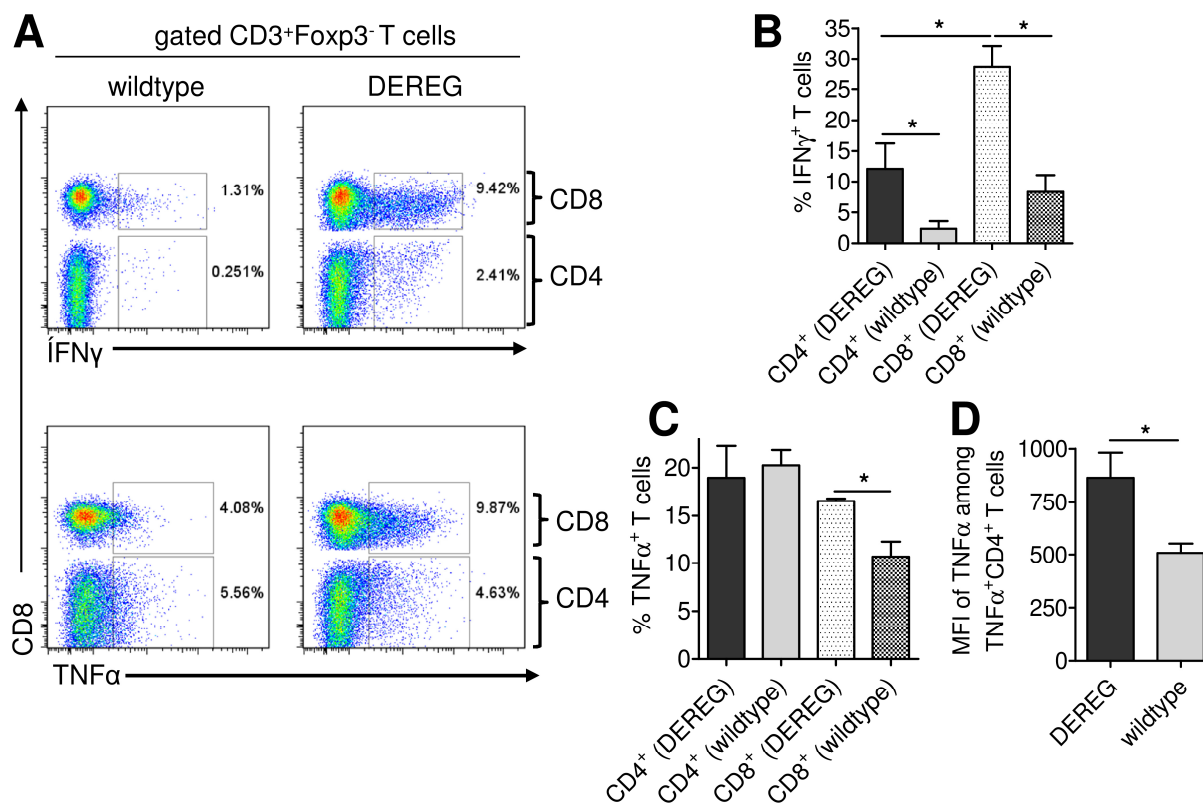 A
gated CD3⁺Foxp3⁻ T cells
wildtype DEREG
1.31%
0.251%
9.42%
2.41%
CD8
CD4
ÍFNγ
4.08%
5.56%
9.87%
4.63%
CD8
CD4
CD8
TNFα
B
% IFNγ⁺ T cells
35
30
25
20
15
10
5
0
* * *
CD4⁺ (DEREG)
CD4⁺ (wildtype)
CD8⁺ (DEREG)
CD8⁺ (wildtype)
C
% TNFα⁺ T cells
20
15
10
5
0
*
CD4⁺ (DEREG)
CD4⁺ (wildtype)
CD8⁺ (DEREG)
CD8⁺ (wildtype)
D
MFI of TNFα among
TNFα⁺CD4⁺ T cells
1000
750
500
250
0
*
DEREG
wildtype